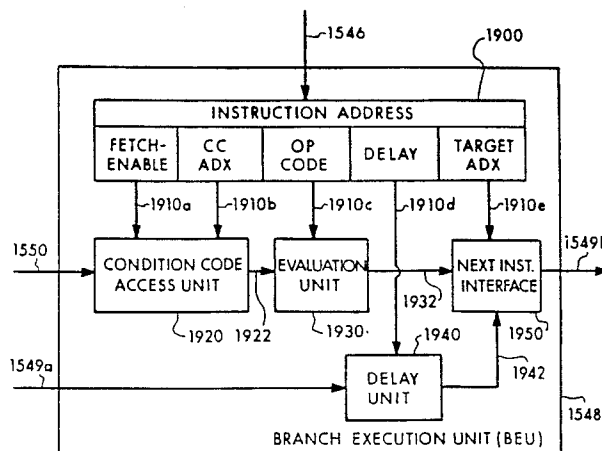 1546
1900
INSTRUCTION ADDRESS
FETCH-
ENABLE
CC
ADX
OP
CODE
DELAY
TARGET
ADX
1910a
1910b
1910c
1910d
1910e
1550
1549b
CONDITION CODE
ACCESS UNIT
EVALUATION
UNIT
NEXT INST.
INTERFACE
1920
1922
1930
1932
1940
1950
1549a
DELAY
UNIT
1942
1548
BRANCH EXECUTION UNIT (BEU)